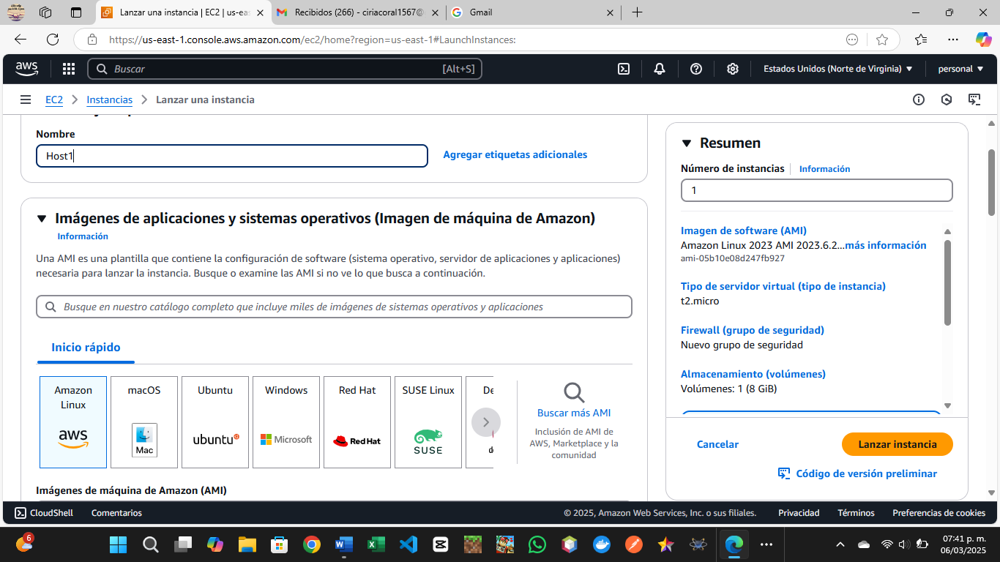 Lanzar una instancia | EC2 | us-eas
Recibidos (266) - ciriacoral1567@
Gmail
https://us-east-1.console.aws.amazon.com/ec2/home?region=us-east-1#LaunchInstances:
aws
Buscar
[Alt+S]
Estados Unidos (Norte de Virginia)
personal
EC2
Instancias
Lanzar una instancia
Nombre
Host1
Agregar etiquetas adicionales
Imágenes de aplicaciones y sistemas operativos (Imagen de máquina de Amazon)
Información
Una AMI es una plantilla que contiene la configuración de software (sistema operativo, servidor de aplicaciones y aplicaciones)
necesaria para lanzar la instancia. Busque o examine las AMI si no ve lo que busca a continuación.
Busque en nuestro catálogo completo que incluye miles de imágenes de sistemas operativos y aplicaciones
Inicio rápido
Amazon
Linux
aws
macOS
Mac
Ubuntu
ubuntu
Windows
Microsoft
Red Hat
Red Hat
SUSE Linux
SUSE
De
Buscar más AMI
Inclusión de AMI de
AWS, Marketplace y la
comunidad
Imágenes de máquina de Amazon (AMI)
Resumen
Número de instancias
Información
1
Imagen de software (AMI)
Amazon Linux 2023 AMI 2023.6.2...más información
ami-05b10e08d247fb927
Tipo de servidor virtual (tipo de instancia)
t2.micro
Firewall (grupo de seguridad)
Nuevo grupo de seguridad
Almacenamiento (volúmenes)
Volúmenes: 1 (8 GiB)
Cancelar
Lanzar instancia
Código de versión preliminar
CloudShell
Comentarios
© 2025, Amazon Web Services, Inc. o sus filiales.
Privacidad
Términos
Preferencias de cookies
6
07:41 p. m.
06/03/2025